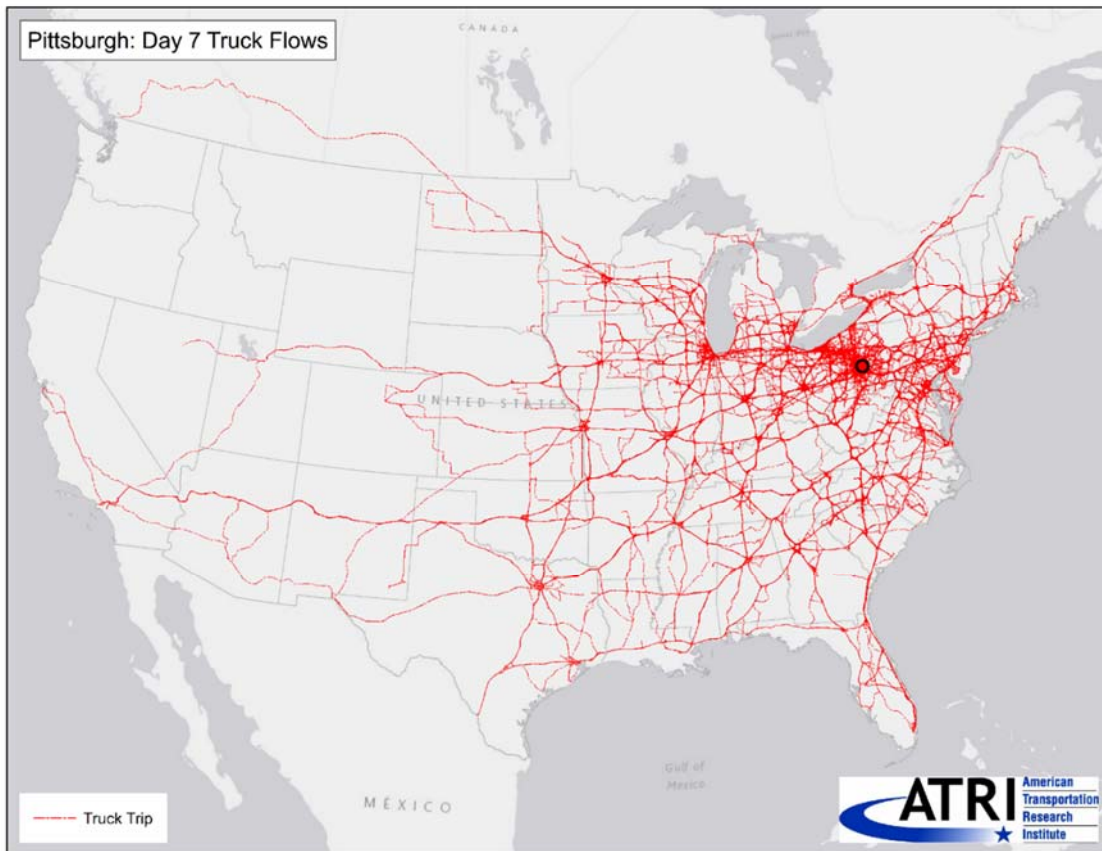 Pittsburgh: Day 7 Truck Flows
CANADA
UNITED STATES
Gulf of
Mexico
MÉXICO
Truck Trip
ATRI
American
Transportation
Research
Institute